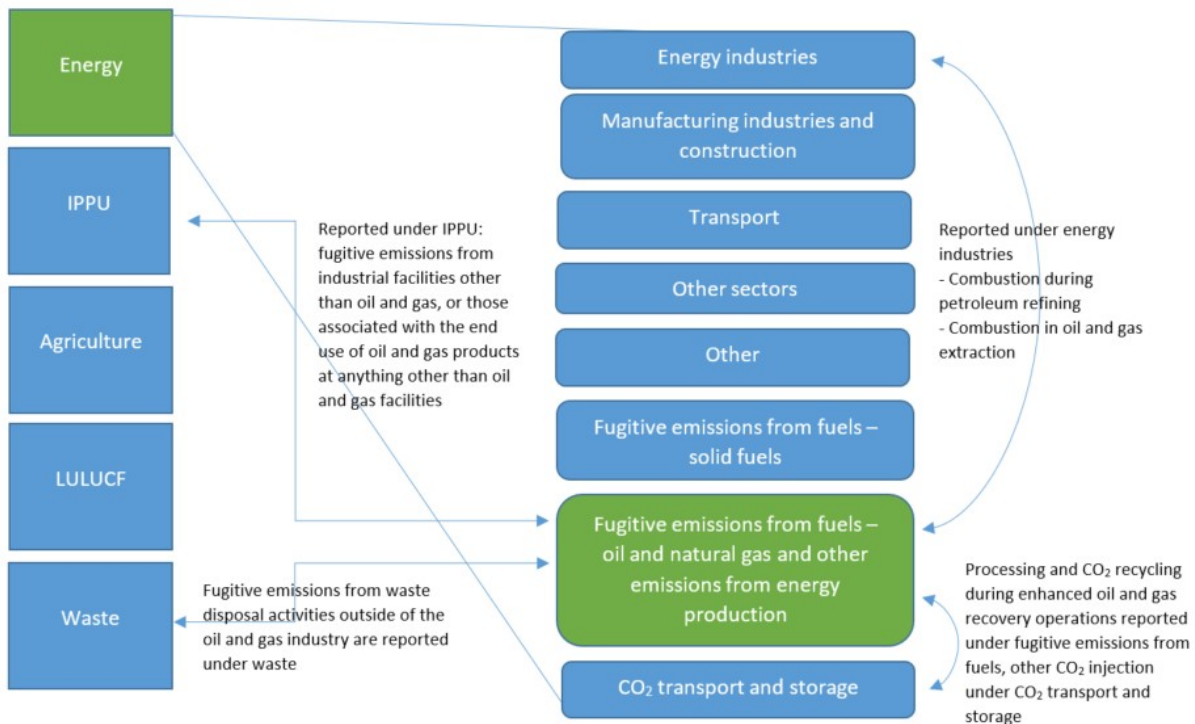 Energy
IPPU
Agriculture
LULUCF
Waste
Reported under IPPU:
fugitive emissions from
industrial facilities other
than oil and gas, or those
associated with the end
use of oil and gas products
at anything other than oil
and gas facilities
Fugitive emissions from waste
disposal activities outside of the
oil and gas industry are reported
under waste
Energy industries
Manufacturing industries and
construction
Transport
Other sectors
Other
Fugitive emissions from fuels –
solid fuels
Fugitive emissions from fuels –
oil and natural gas and other
emissions from energy
production
CO₂ transport and storage
Reported under energy
industries
- Combustion during
petroleum refining
- Combustion in oil and gas
extraction
Processing and CO₂ recycling
during enhanced oil and gas
recovery operations reported
under fugitive emissions from
fuels, other CO₂ injection
under CO₂ transport and
storage